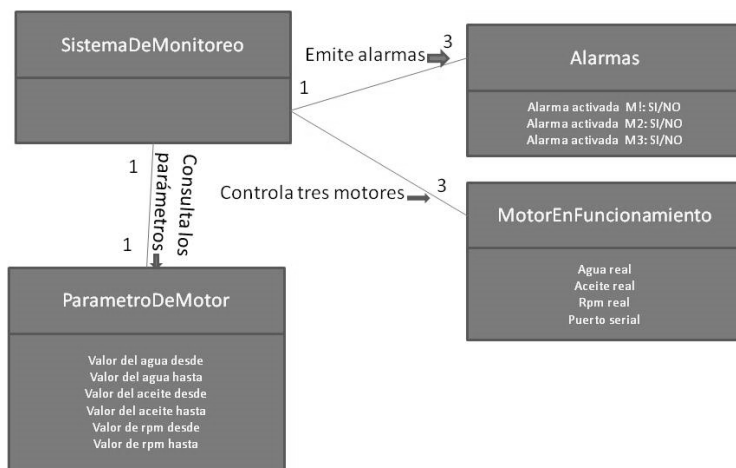 SistemaDeMonitoreo
Emite alarmas
3
1
Alarmas
Alarma activada M!: SI/NO
Alarma activada M2: SI/NO
Alarma activada M3: SI/NO
Controla tres motores
3
MotorEnFuncionamiento
Agua real
Aceite real
Rpm real
Puerto serial
1
Consulta los
parámetros
1
ParametroDeMotor
Valor del agua desde
Valor del agua hasta
Valor del aceite desde
Valor del aceite hasta
Valor de rpm desde
Valor de rpm hasta